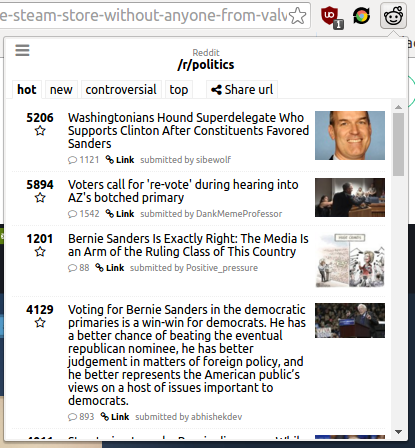 e-steam-store-without-anyone-from-valv
1
Reddit
/r/politics
hot new controversial top Share url
5206
Washingtonians Hound Superdelegate Who
Supports Clinton After Constituents Favored
Sanders
1121 Link submitted by sibewolf
5894
Voters call for 're-vote' during hearing into
AZ's botched primary
1542 Link submitted by DankMemeProfessor
1201
Bernie Sanders Is Exactly Right: The Media Is
an Arm of the Ruling Class of This Country
88 Link submitted by Positive_pressure
4129
Voting for Bernie Sanders in the democratic
primaries is a win-win for democrats. He has
a better chance of beating the eventual
republican nominee, he has better
judgement in matters of foreign policy, and
he better represents the American public's
views on a host of issues important to
democrats.
893 Link submitted by abhishekdev